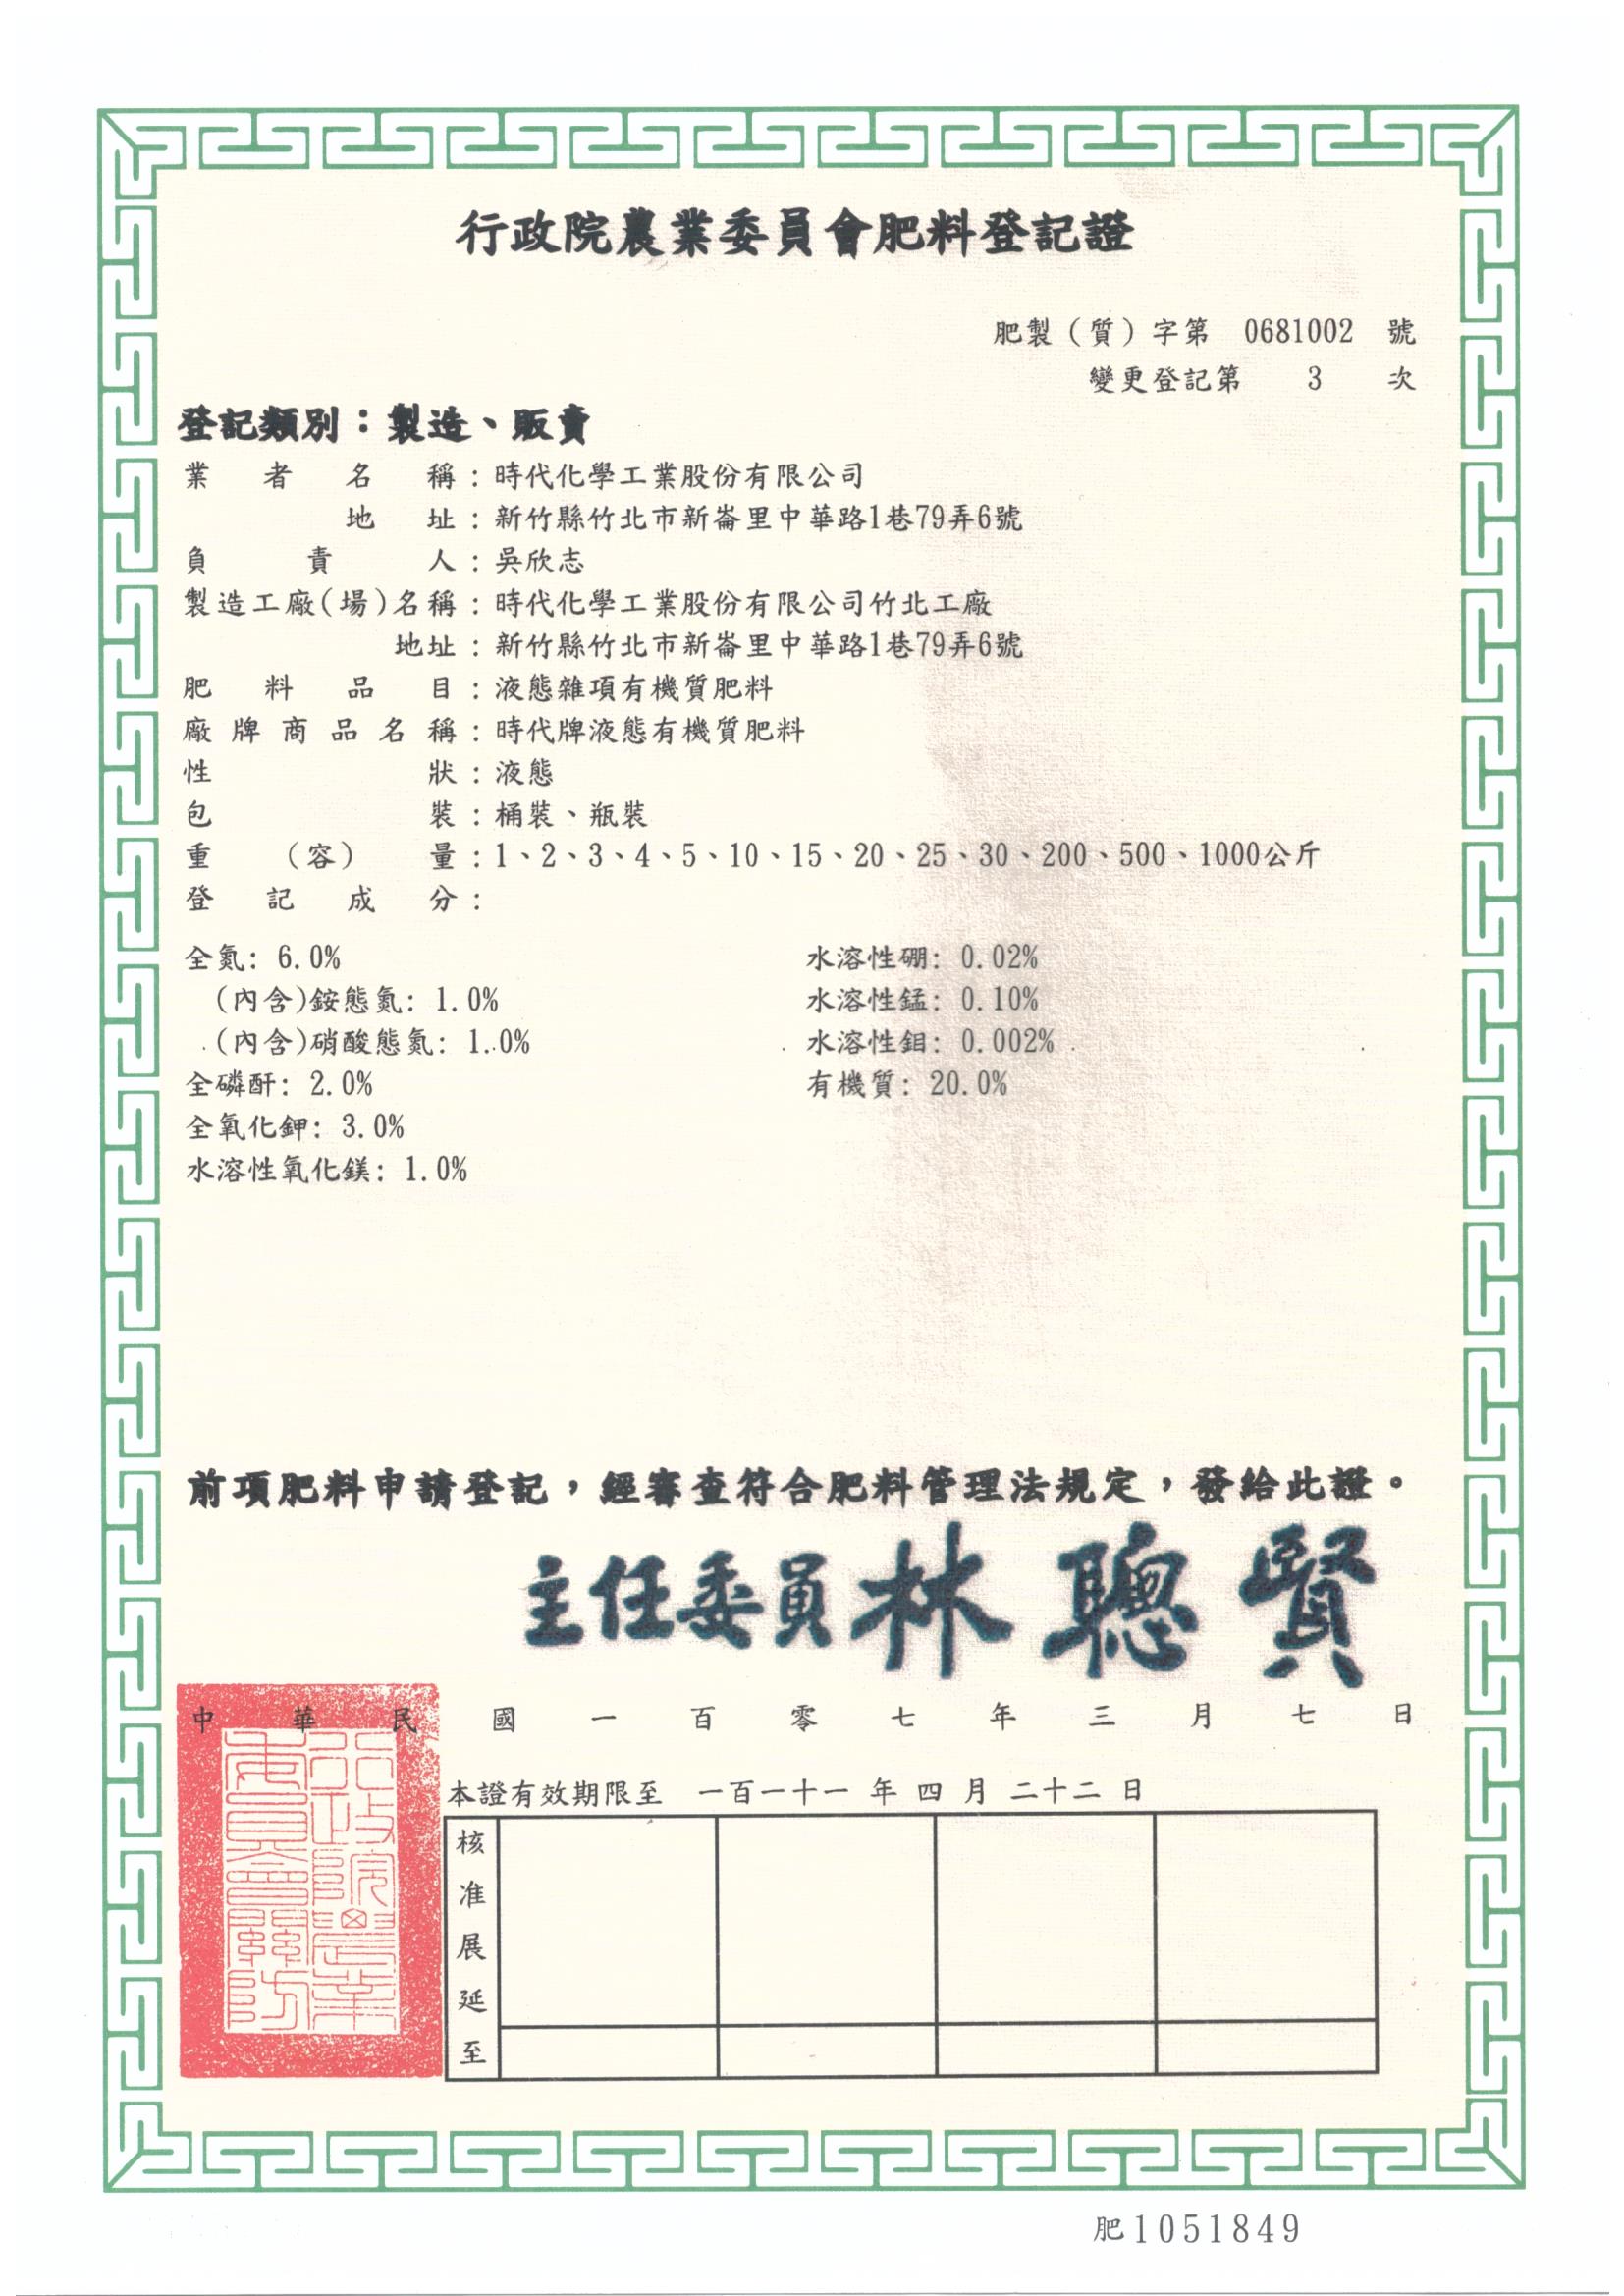 行政院農業委員會肥料登記證
肥製（質）字第 0681002 號
變更登記第 3 次
登記類別：製造、販賣
業者名稱：時代化學工業股份有限公司
地址：新竹縣竹北市新崙里中華路1巷79弄6號
負責人：吳欣志
製造工廠(場)名稱：時代化學工業股份有限公司竹北工廠
地址：新竹縣竹北市新崙里中華路1巷79弄6號
肥料品目：液態雜項有機質肥料
廠牌商品名稱：時代牌液態有機質肥料
性狀：液態
包裝：桶裝、瓶裝
重（容）量：1、2、3、4、5、10、15、20、25、30、200、500、1000公斤
登記成分：
全氮: 6.0%
(內含)銨態氮: 1.0%
(內含)硝酸態氮: 1.0%
全磷酐: 2.0%
全氧化鉀: 3.0%
水溶性氧化鎂: 1.0%
水溶性硼: 0.02%
水溶性錳: 0.10%
水溶性鉬: 0.002%
有機質: 20.0%
前項肥料申請登記，經審查符合肥料管理法規定，發給此證。
主任委員 林聰賢
中華民國一百零七年三月七日
本證有效期限至 一百一十一 年 四 月 二十二 日
核准展延至
行政院農業委員會關防
肥1051849